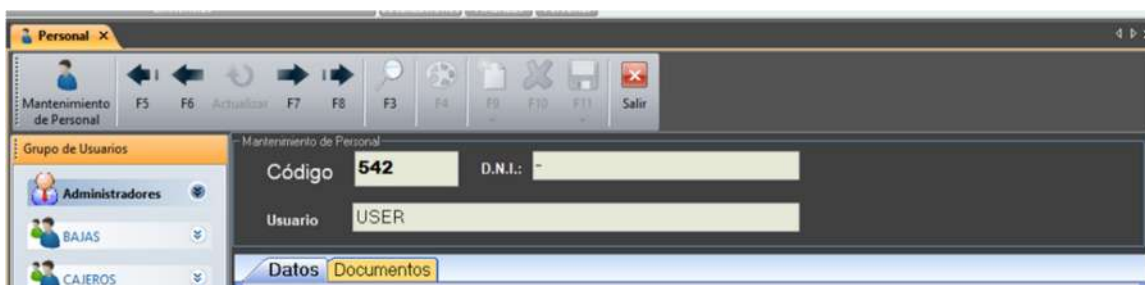 Personal
Mantenimiento de Personal
F5
F6
Actualizar
F7
F8
F3
F4
F9
F10
F11
Salir
Grupo de Usuarios
Administradores
BAJAS
CAJEROS
Mantenimiento de Personal
Código 542 D.N.I.: -
Usuario USER
Datos Documentos